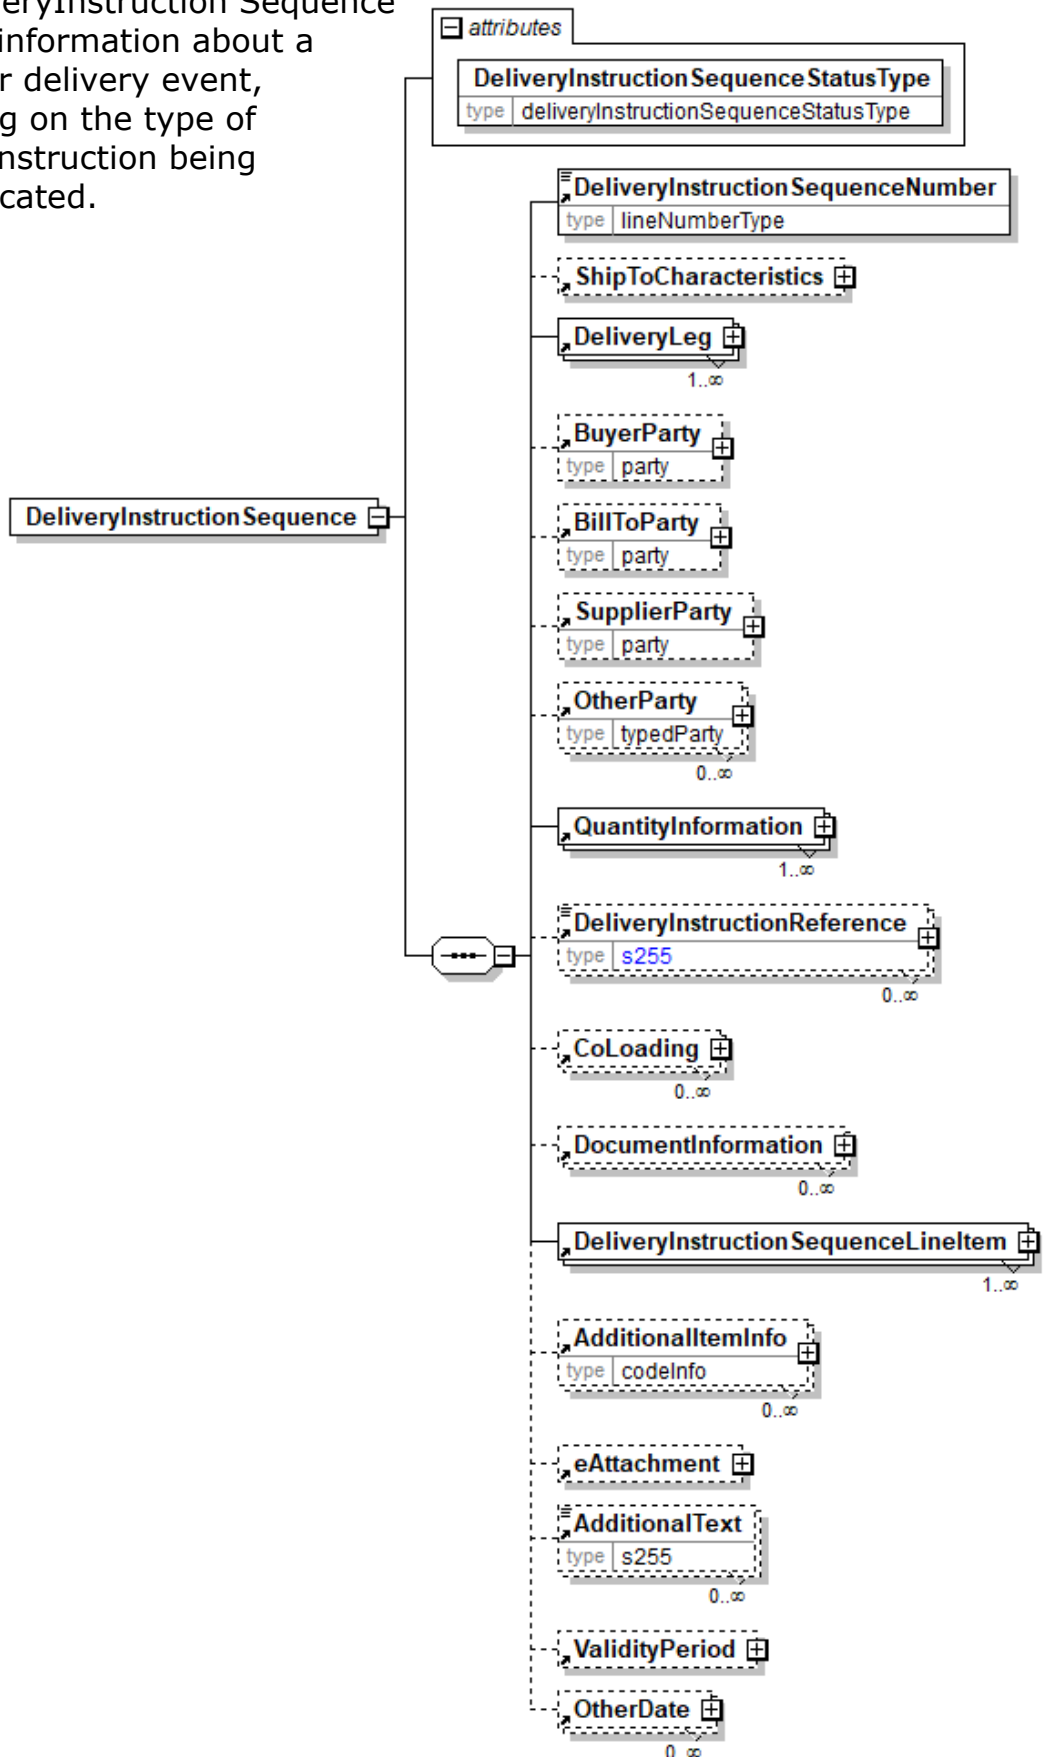 Sequence
information about a
delivery event,
on the type of
being
attributes
DeliveryInstructionSequenceStatusType
type deliveryInstructionSequenceStatusType
DeliveryInstructionSequenceNumber
type lineNumberType
ShipToCharacteristics
DeliveryLeg
1..∞
BuyerParty
type party
DeliveryInstructionSequence
BillToParty
type party
SupplierParty
type party
OtherParty
type typedParty
0..∞
QuantityInformation
1..∞
DeliveryInstructionReference
type s255
0..∞
CoLoading
0..∞
DocumentInformation
0..∞
DeliveryInstructionSequenceLineItem
1..∞
AdditionalItemInfo
type codeInfo
0..∞
eAttachment
AdditionalText
type s255
0..∞
ValidityPeriod
OtherDate
0..∞